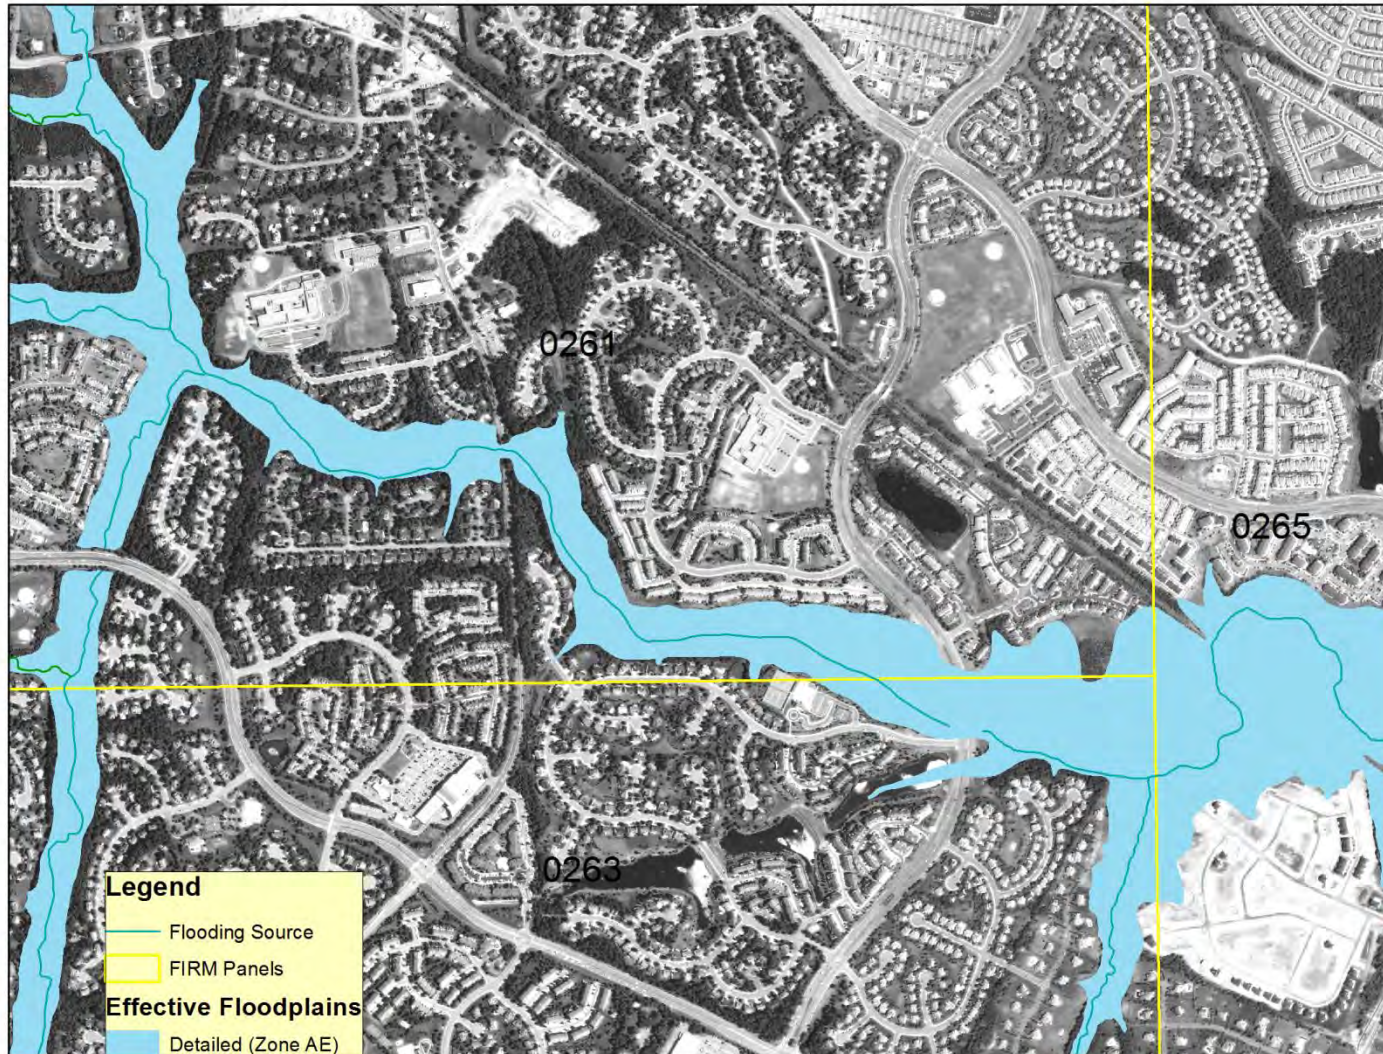 0261
0265
0263
Legend
Flooding Source
FIRM Panels
Effective Floodplains
Detailed (Zone AE)